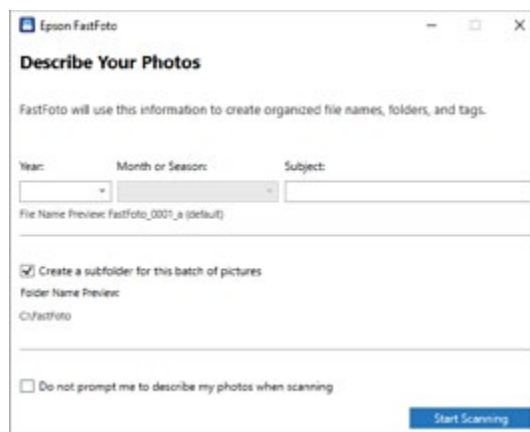 Epson FastFoto
Describe Your Photos
FastFoto will use this information to create organized file names, folders, and tags.
Year: Month or Season: Subject:
File Name Preview: FastFoto_0001_a (default)
Create a subfolder for this batch of pictures
Folder Name Preview:
C:\FastFoto
Do not prompt me to describe my photos when scanning
Start Scanning